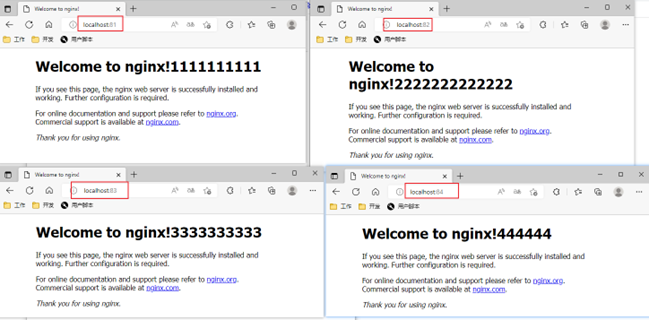 Welcome to nginx!
localhost:81
工作 开发 用户脚本
Welcome to nginx!1111111111
If you see this page, the nginx web server is successfully installed and
working. Further configuration is required.
For online documentation and support please refer to nginx.org.
Commercial support is available at nginx.com.
Thank you for using nginx.
Welcome to nginx!
localhost:82
工作 开发 用户脚本
Welcome to
nginx!2222222222222
If you see this page, the nginx web server is successfully installed and
working. Further configuration is required.
For online documentation and support please refer to nginx.org.
Commercial support is available at nginx.com.
Thank you for using nginx.
Welcome to nginx!
localhost:83
工作 开发 用户脚本
Welcome to nginx!3333333333
If you see this page, the nginx web server is successfully installed and
working. Further configuration is required.
For online documentation and support please refer to nginx.org.
Commercial support is available at nginx.com.
Thank you for using nginx.
Welcome to nginx!
localhost:84
工作 开发 用户脚本
Welcome to nginx!444444
If you see this page, the nginx web server is successfully installed and
working. Further configuration is required.
For online documentation and support please refer to nginx.org.
Commercial support is available at nginx.com.
Thank you for using nginx.